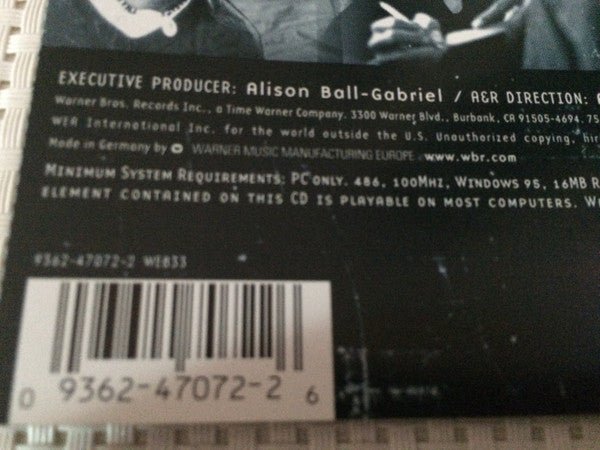 EXECUTIVE PRODUCER: Alison Ball-Gabriel / A&R DIRECTION:
Warner Bros. Records Inc., a Time Warner Company. 3300 Warner Blvd., Burbank, CA 91505-4694. 75
WEA International Inc. for the world outside the U.S. Unauthorized copying, hir
Made in Germany by WARNER MUSIC MANUFACTURING EUROPE. www.wbr.com
MINIMUM SYSTEM REQUIREMENTS: PC ONLY. 486, 100MHz, WINDOWS 95, 16MB R
ELEMENT CONTAINED ON THIS CD IS PLAYABLE ON MOST COMPUTERS. W
9362-47072-2 WE833
0 9362-47072-2 6